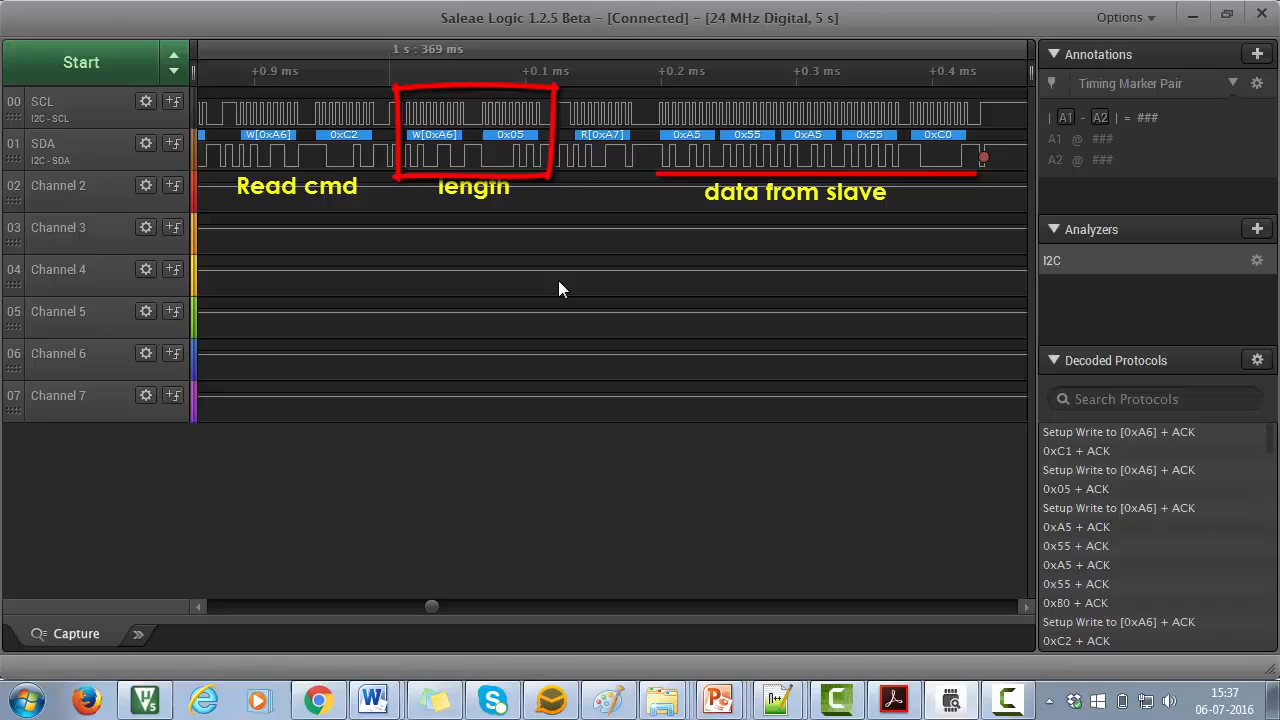 Saleae Logic 1.2.5 Beta - [Connected] - [24 MHz Digital, 5 s]
Options
Start
1 s : 369 ms
+0.9 ms
+0.1 ms
+0.2 ms
+0.3 ms
+0.4 ms
00 SCL
I2C - SCL
W[0xA6] 0xC2 W[0xA6] 0x05 R[0xA7] 0xA5 0x55 0xA5 0x55 0xC0
01 SDA
I2C - SDA
Read cmd
length
data from slave
02 Channel 2
03 Channel 3
04 Channel 4
05 Channel 5
06 Channel 6
07 Channel 7
Capture
Annotations
Timing Marker Pair
| A1 - A2 | = ###
A1 @ ###
A2 @ ###
Analyzers
I2C
Decoded Protocols
Search Protocols
Setup Write to [0xA6] + ACK
0xC1 + ACK
Setup Write to [0xA6] + ACK
0x05 + ACK
Setup Write to [0xA6] + ACK
0xA5 + ACK
0x55 + ACK
0xA5 + ACK
0x55 + ACK
0xB0 + ACK
Setup Write to [0xA6] + ACK
0xC2 + ACK
15:37
06-07-2016